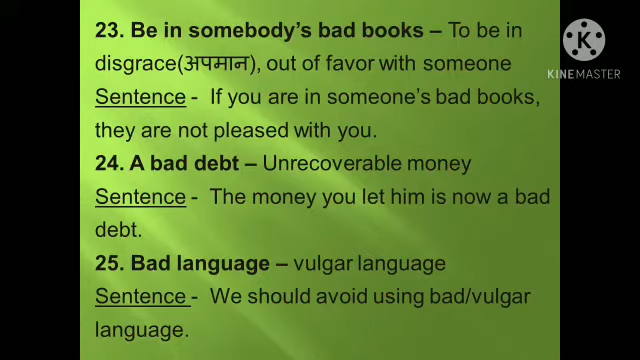 23. Be in somebody's bad books – To be in
disgrace(अपमान), out of favor with someone
Sentence - If you are in someone's bad books,
they are not pleased with you.
24. A bad debt – Unrecoverable money
Sentence - The money you let him is now a bad
debt.
25. Bad language – vulgar language
Sentence - We should avoid using bad/vulgar
language.
KINEMASTER